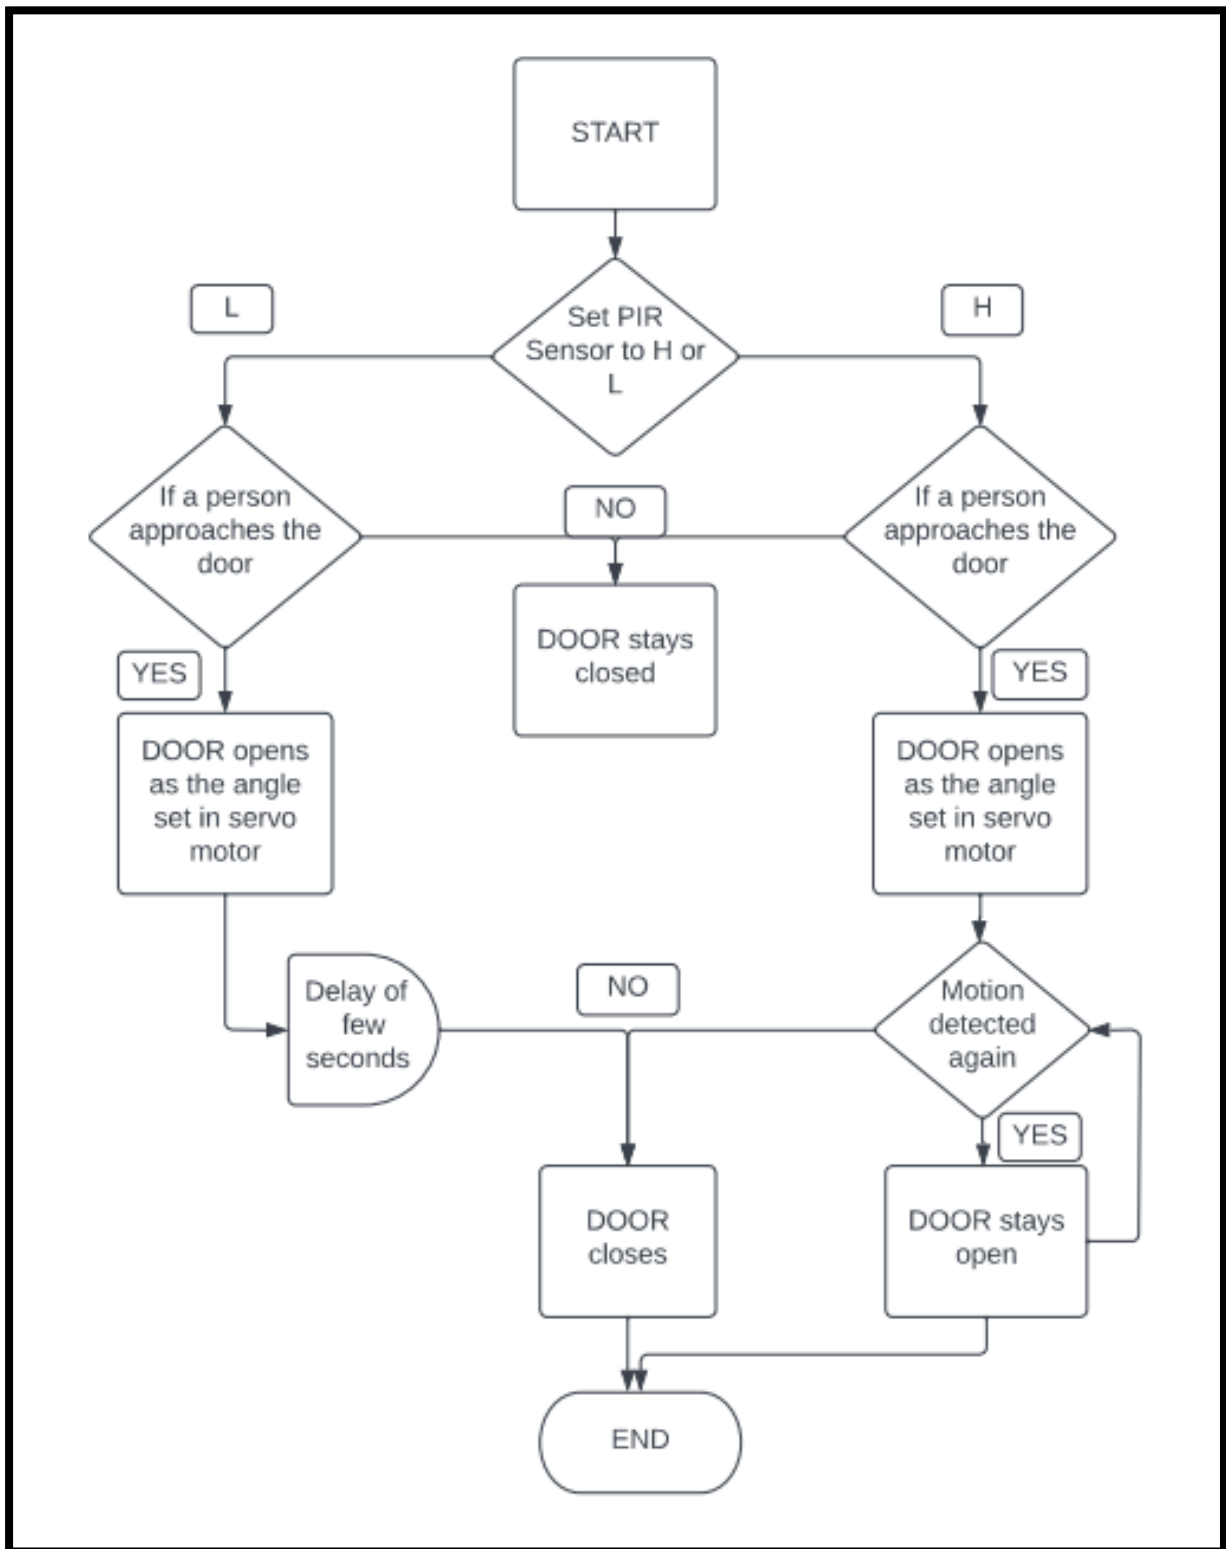 START
L
Set PIR
Sensor to H or
L
H
If a person
approaches the
door
NO
If a person
approaches the
door
DOOR stays
closed
YES
YES
DOOR opens
as the angle
set in servo
motor
DOOR opens
as the angle
set in servo
motor
Delay of
few
seconds
NO
Motion
detected
again
YES
DOOR
closes
DOOR stays
open
END